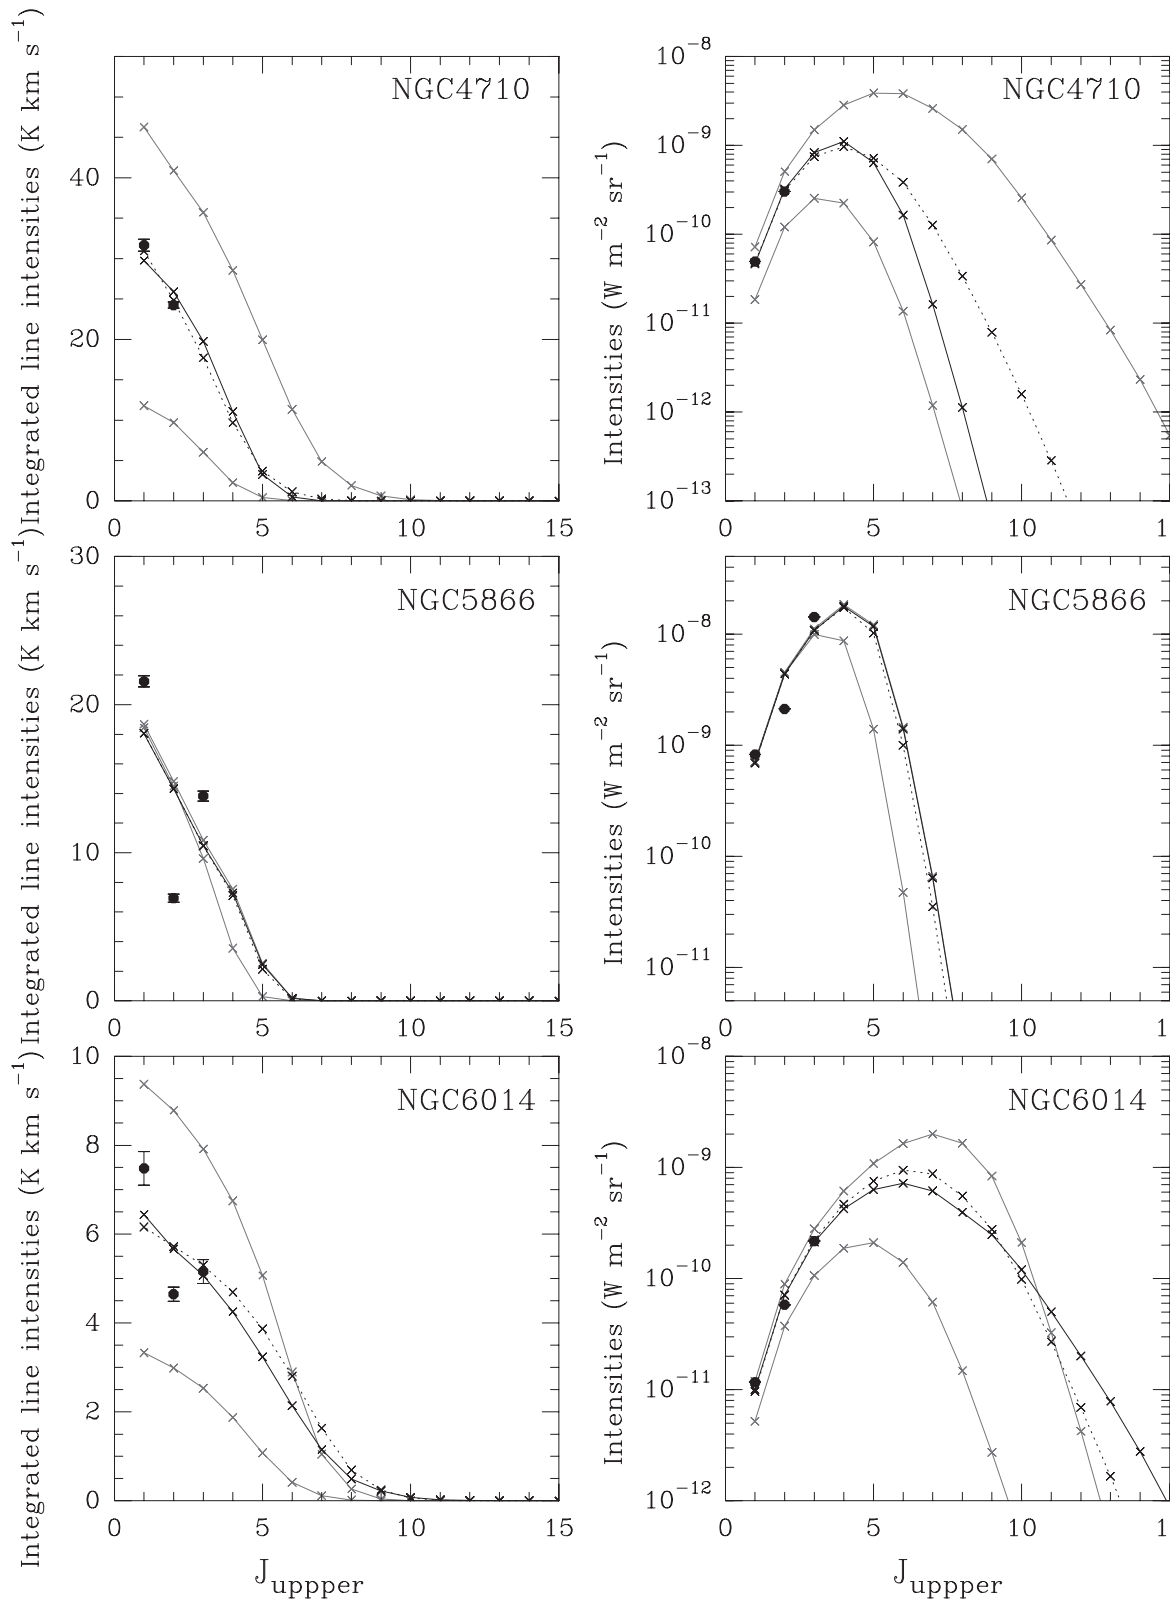 Integrated line intensities (K km s⁻¹)
NGC4710
40
20
0
0 5 10 15
Intensities (W m⁻² sr⁻¹)
NGC4710
10⁻⁸
10⁻⁹
10⁻¹⁰
10⁻¹¹
10⁻¹²
10⁻¹³
0 5 10 1
Integrated line intensities (K km s⁻¹)
NGC5866
30
20
10
0
0 5 10 15
Intensities (W m⁻² sr⁻¹)
NGC5866
10⁻⁸
10⁻⁹
10⁻¹⁰
10⁻¹¹
0 5 10 1
Integrated line intensities (K km s⁻¹)
NGC6014
10
8
6
4
2
0
0 5 10 15
J_uppper
Intensities (W m⁻² sr⁻¹)
NGC6014
10⁻⁸
10⁻⁹
10⁻¹⁰
10⁻¹¹
10⁻¹²
0 5 10 1
J_uppper